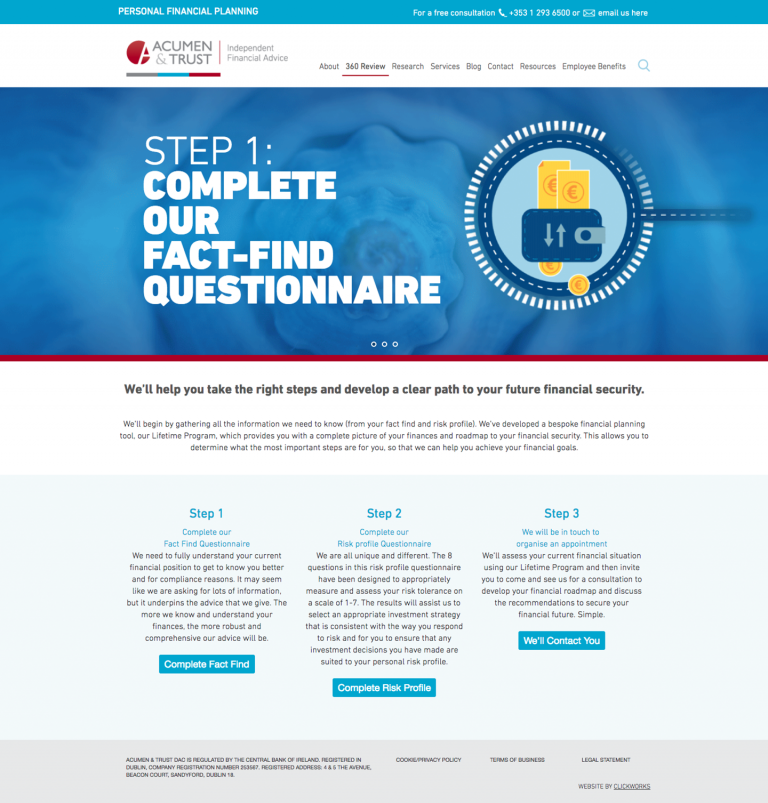 PERSONAL FINANCIAL PLANNING
For a free consultation +353 1 293 6500 or email us here
ACUMEN & TRUST
Independent
Financial Advice
About 360 Review Research Services Blog Contact Resources Employee Benefits
STEP 1:
COMPLETE
OUR
FACT-FIND
QUESTIONNAIRE
We'll help you take the right steps and develop a clear path to your future financial security.
We'll begin by gathering all the information we need to know (from your fact find and risk profile). We've developed a bespoke financial planning
tool, our Lifetime Program, which provides you with a complete picture of your finances and roadmap to your financial security. This allows you to
determine what the most important steps are for you, so that we can help you achieve your financial goals.
Step 1
Complete our
Fact Find Questionnaire
We need to fully understand your current
financial position to get to know you better
and for compliance reasons. It may seem
like we are asking for lots of information,
but it underpins the advice that we give. The
more we know and understand your
finances, the more robust and
comprehensive our advice will be.
Complete Fact Find
Step 2
Complete our
Risk profile Questionnaire
We are all unique and different. The 8
questions in this risk profile questionnaire
have been designed to appropriately
measure and assess your risk tolerance on
a scale of 1-7. The results will assist us to
select an appropriate investment strategy
that is consistent with the way you respond
to risk and for you to ensure that any
investment decisions you have made are
suited to your personal risk profile.
Complete Risk Profile
Step 3
We will be in touch to
organise an appointment
We'll assess your current financial situation
using our Lifetime Program and then invite
you to come and see us for a consultation to
develop your financial roadmap and discuss
the recommendations to secure your
financial future. Simple.
We'll Contact You
ACUMEN & TRUST DAC IS REGULATED BY THE CENTRAL BANK OF IRELAND. REGISTERED IN
DUBLIN, COMPANY REGISTRATION NUMBER 253587. REGISTERED ADDRESS: 4 & 5 THE AVENUE,
BEACON COURT, SANDYFORD, DUBLIN 18.
COOKIE/PRIVACY POLICY
TERMS OF BUSINESS
LEGAL STATEMENT
WEBSITE BY CLICKWORKS